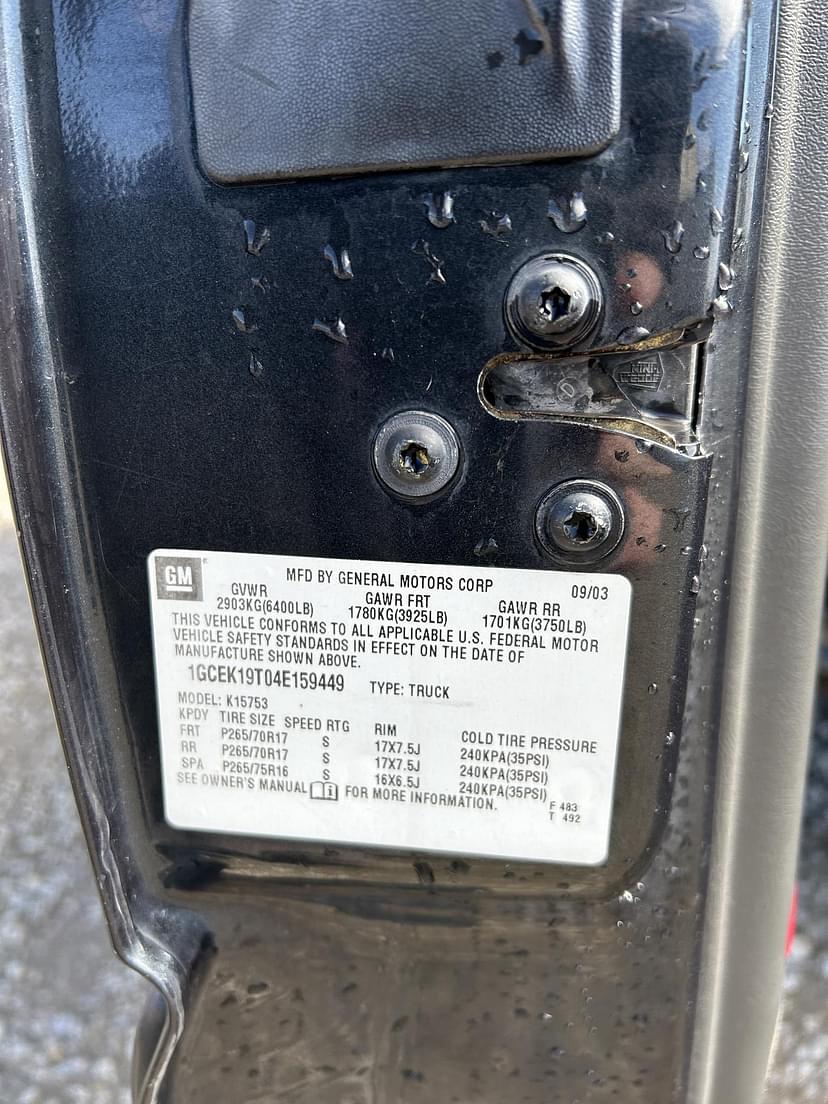 GM
MFD BY GENERAL MOTORS CORP 09/03
GVWR GAWR FRT GAWR RR
2903KG(6400LB) 1780KG(3925LB) 1701KG(3750LB)
THIS VEHICLE CONFORMS TO ALL APPLICABLE U.S. FEDERAL MOTOR
VEHICLE SAFETY STANDARDS IN EFFECT ON THE DATE OF
MANUFACTURE SHOWN ABOVE.
1GCEK19T04E159449 TYPE: TRUCK
MODEL: K15753
KPDY TIRE SIZE SPEED RTG RIM COLD TIRE PRESSURE
FRT P265/70R17 S 17X7.5J 240KPA(35PSI)
RR P265/70R17 S 17X7.5J 240KPA(35PSI)
SPA P265/75R16 S 16X6.5J 240KPA(35PSI)
SEE OWNER'S MANUAL FOR MORE INFORMATION.
F 483
T 492